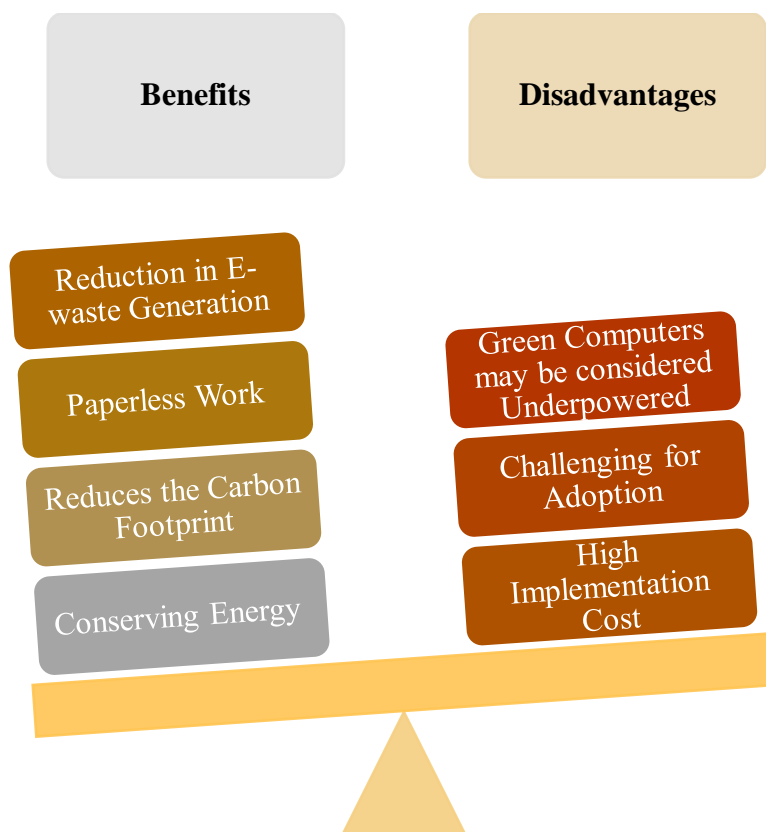 Benefits
Disadvantages
Reduction in E-
waste Generation
Paperless Work
Reduces the Carbon
Footprint
Conserving Energy
Green Computers
may be considered
Underpowered
Challenging for
Adoption
High
Implementation
Cost